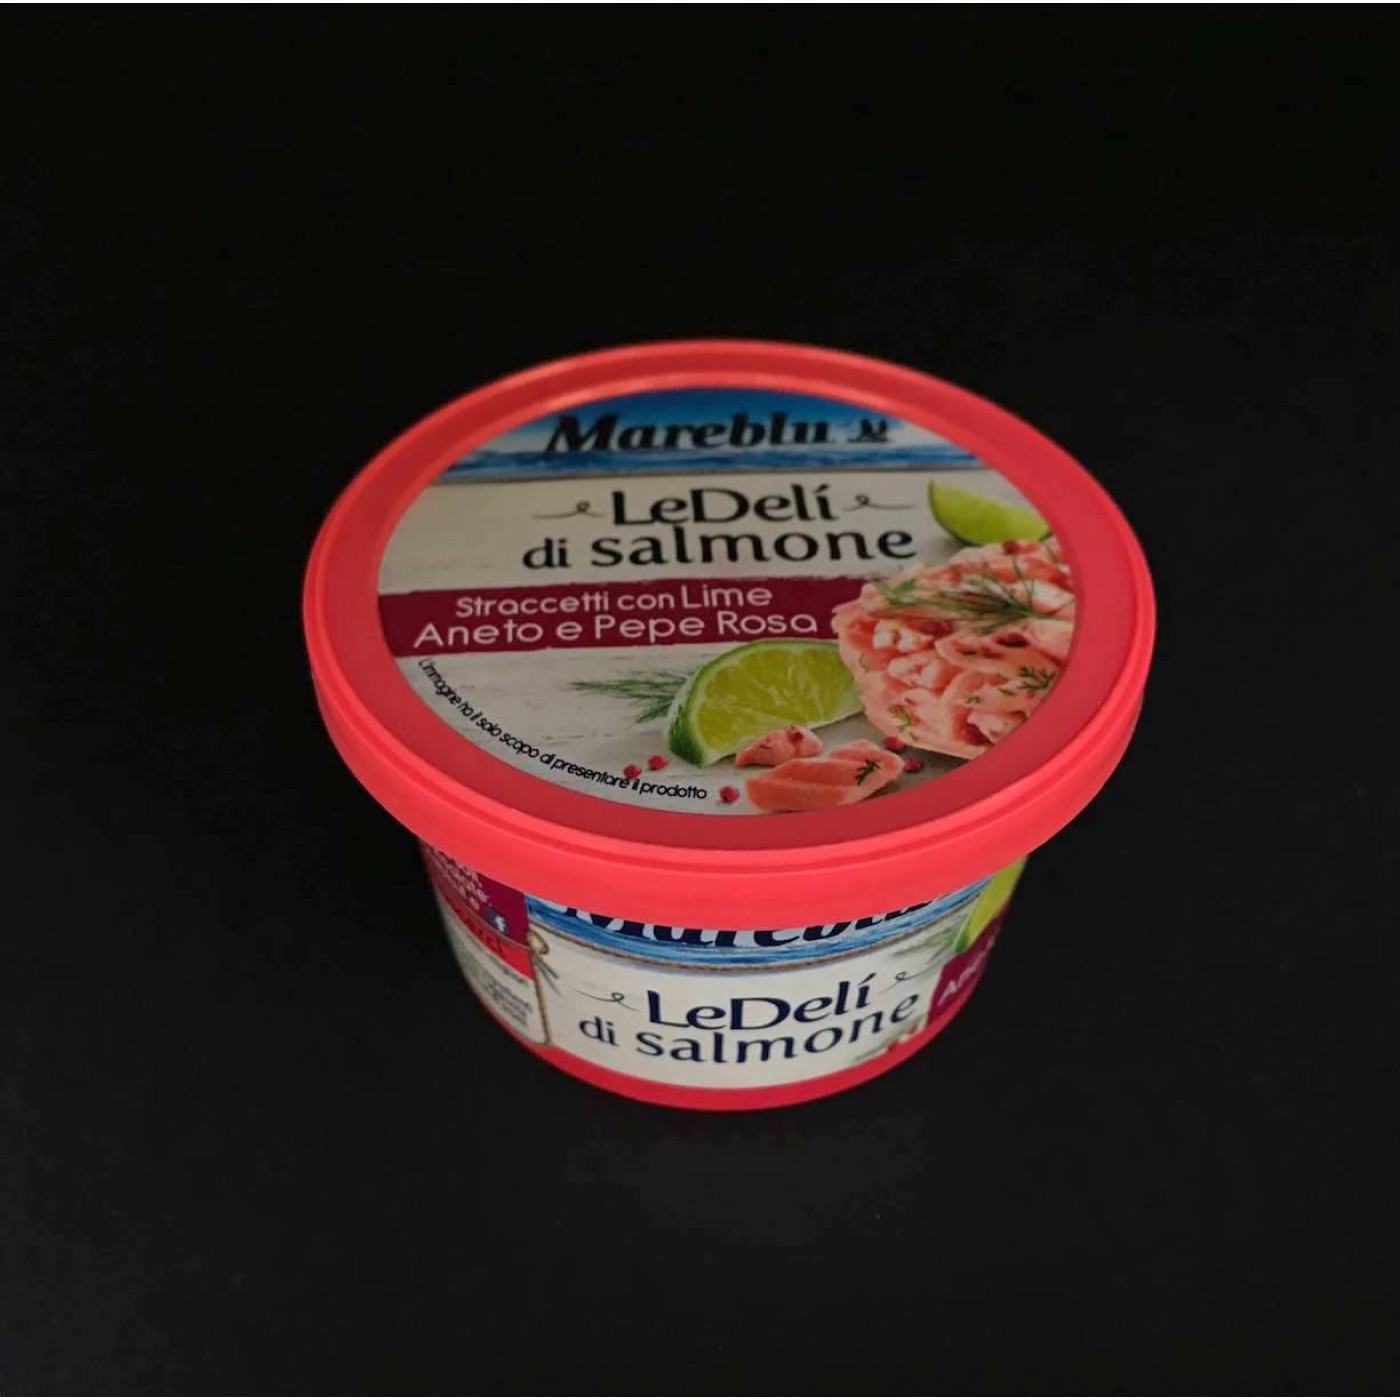 Mareblu
LeDelí
di salmone
Straccetti con Lime
Aneto e Pepe Rosa
L'immagine ha il solo scopo di presentare il prodotto
Mareblu
LeDelí
di salmone